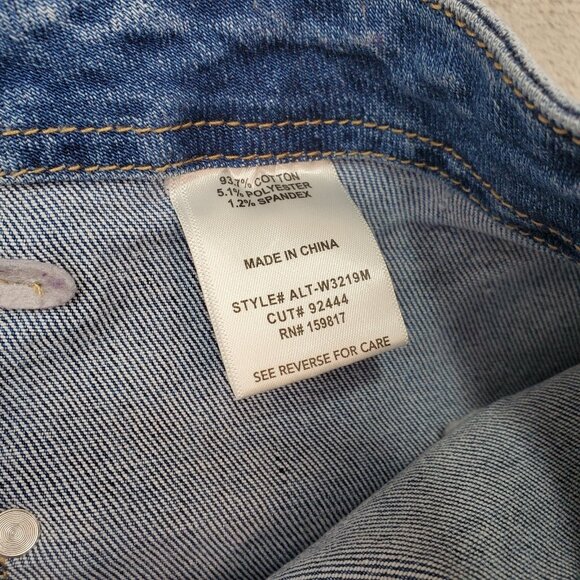 93.7% COTTON
5.1% POLYESTER
1.2% SPANDEX
MADE IN CHINA
STYLE# ALT-W3219M
CUT# 92444
RN# 159817
SEE REVERSE FOR CARE